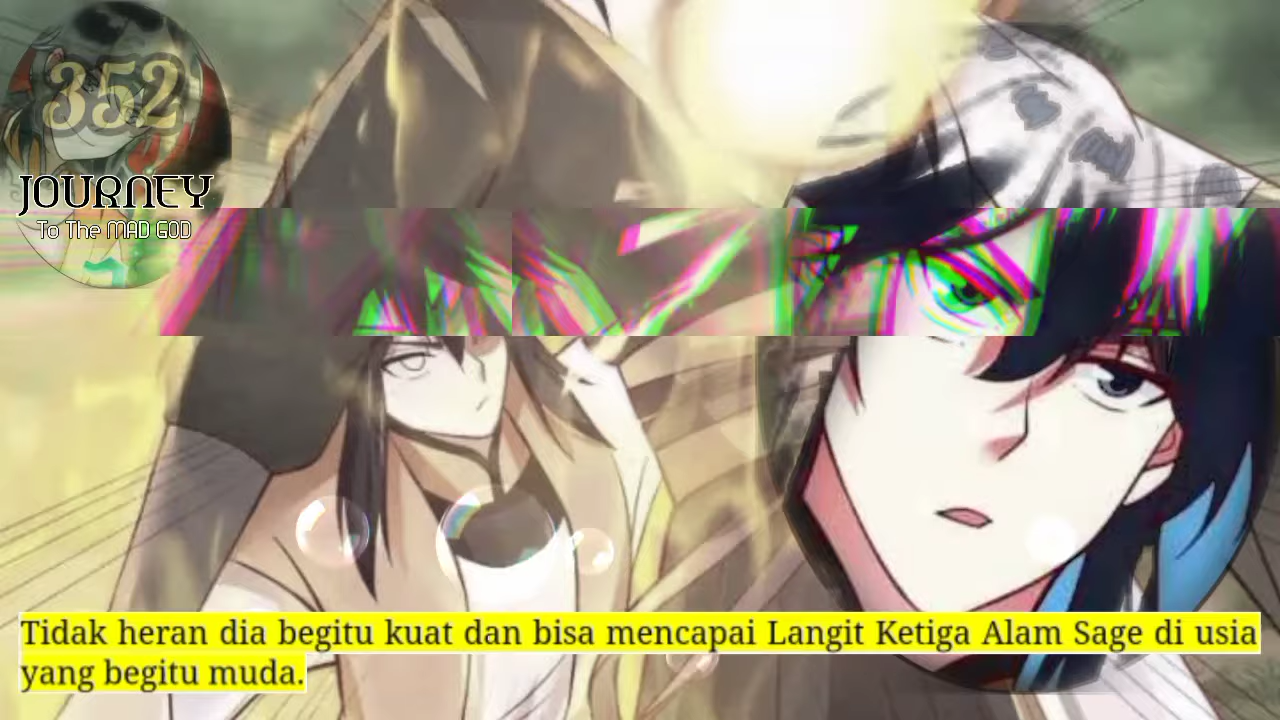 352
JOURNEY
To The MAD GOD
Tidak heran dia begitu kuat dan bisa mencapai Langit Ketiga Alam Sage di usia
yang begitu muda.